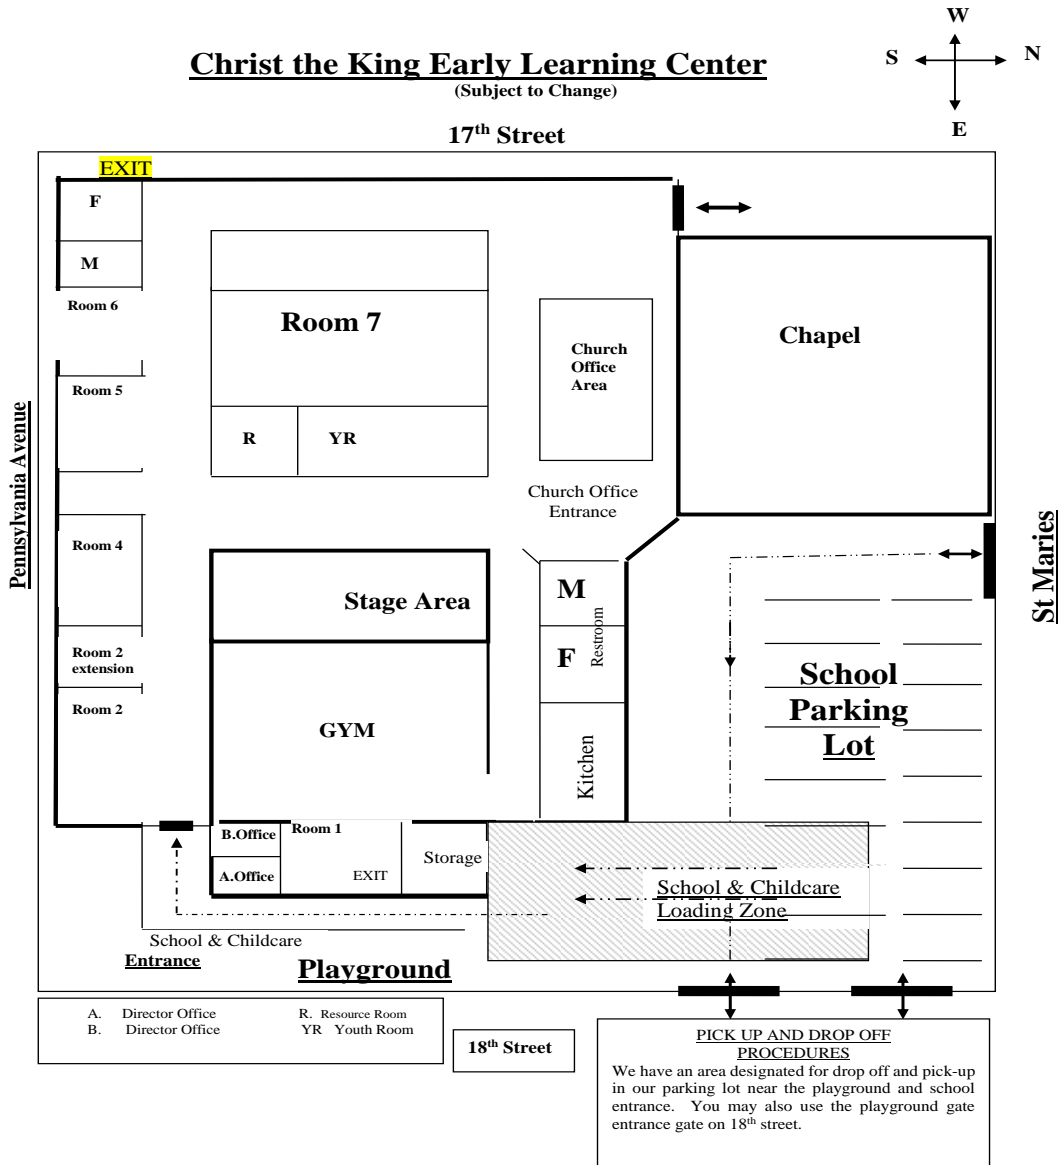 W
Christ the King Early Learning Center
S
N
(Subject to Change)
E
17th Street
EXIT
F
M
Room 6
Room 7
Church
Office
Area
Chapel
Room 5
R
YR
Pennsylvania Avenue
Church Office
Entrance
St Maries
Room 4
Stage Area
M
F
Restroom
Room 2
extension
Room 2
School
Parking
Lot
GYM
Kitchen
B.Office
Room 1
Storage
A.Office
EXIT
School & Childcare
Loading Zone
School & Childcare
Entrance
Playground
A. Director Office
R. Resource Room
B. Director Office
YR Youth Room
18th Street
PICK UP AND DROP OFF
PROCEDURES
We have an area designated for drop off and pick-up
in our parking lot near the playground and school
entrance. You may also use the playground gate
entrance gate on 18th street.